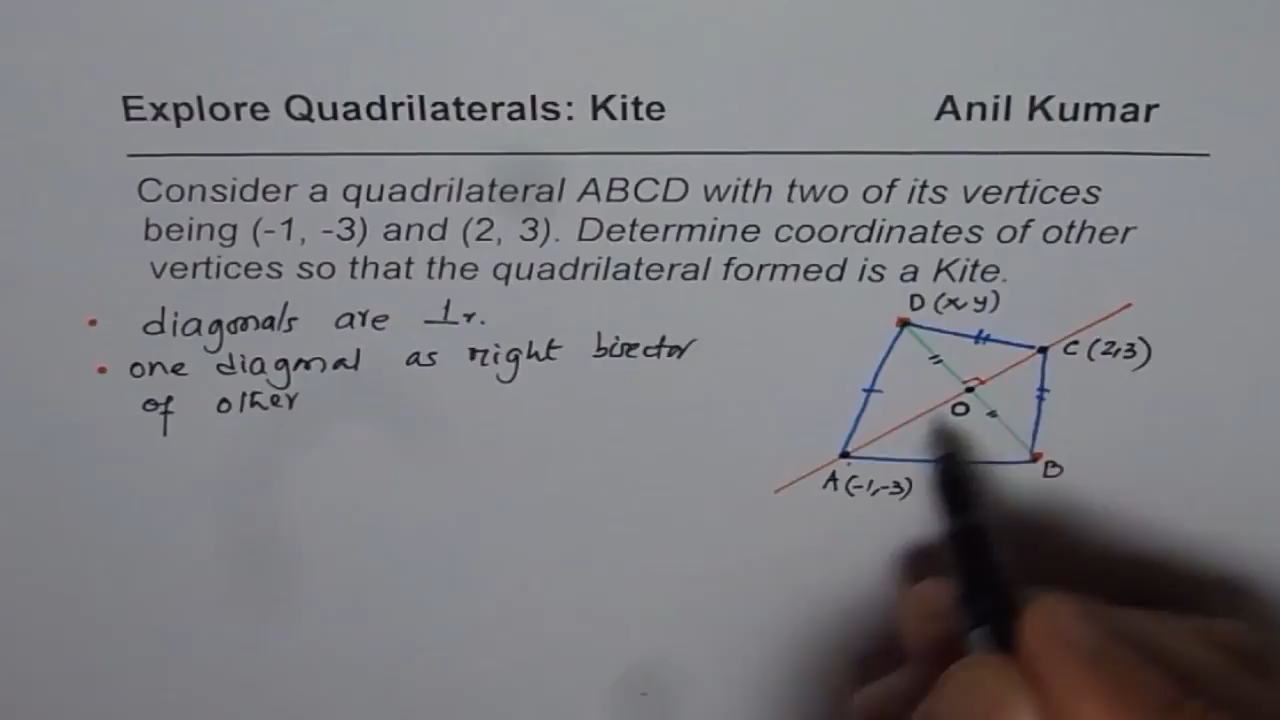 Explore Quadrilaterals: Kite Anil Kumar
Consider a quadrilateral ABCD with two of its vertices
being (-1, -3) and (2, 3). Determine coordinates of other
vertices so that the quadrilateral formed is a Kite.
• diagonals are ⊥r.
• one diagonal as right bisector
of other
D (x, y)
C (2,3)
O
B
A (-1,-3)